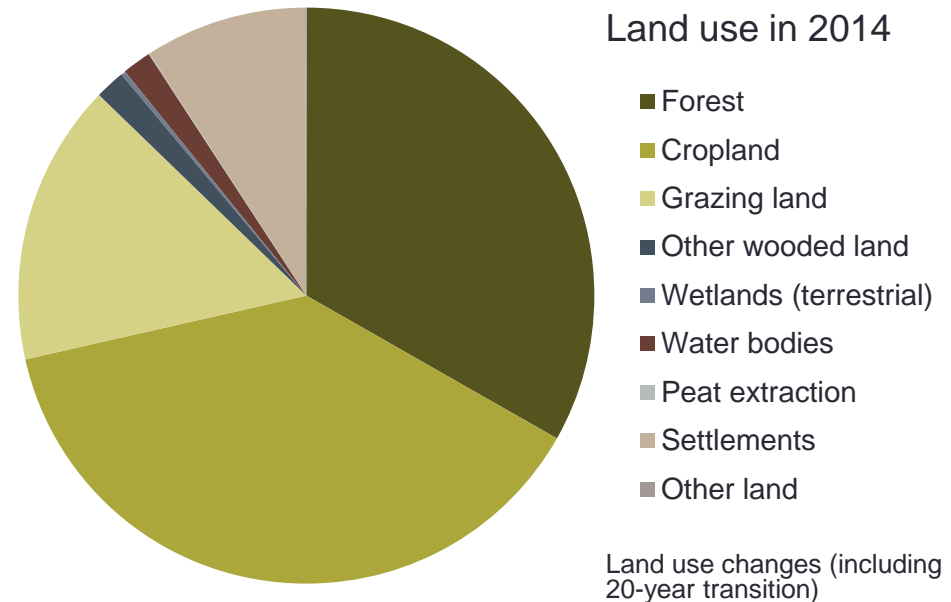 Land use in 2014
Forest
Cropland
Grazing land
Other wooded land
Wetlands (terrestrial)
Water bodies
Peat extraction
Settlements
Other land
Land use changes (including
20-year transition)